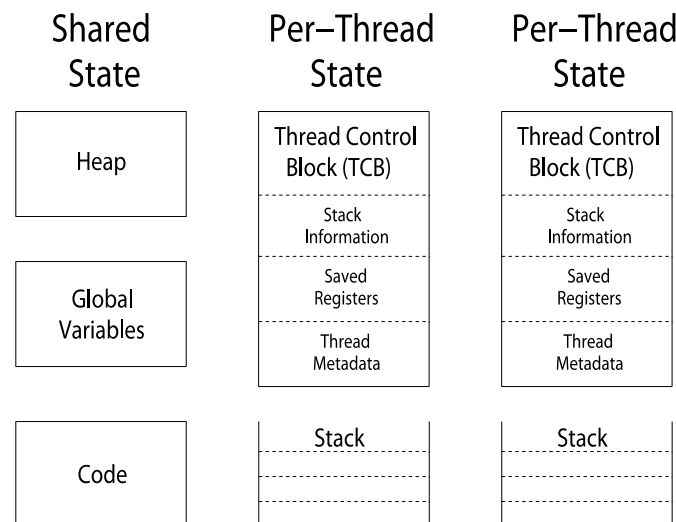 Shared
State
Heap
Global
Variables
Code
Per–Thread
State
Thread Control
Block (TCB)
Stack
Information
Saved
Registers
Thread
Metadata
Stack
Per–Thread
State
Thread Control
Block (TCB)
Stack
Information
Saved
Registers
Thread
Metadata
Stack